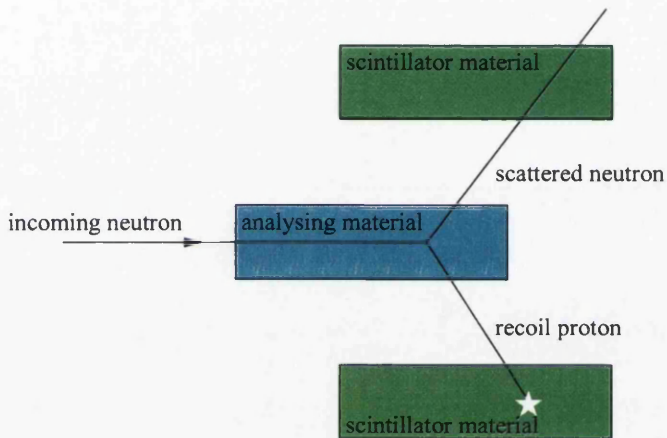 scintillator material
scattered neutron
incoming neutron
analysing material
recoil proton
scintillator material